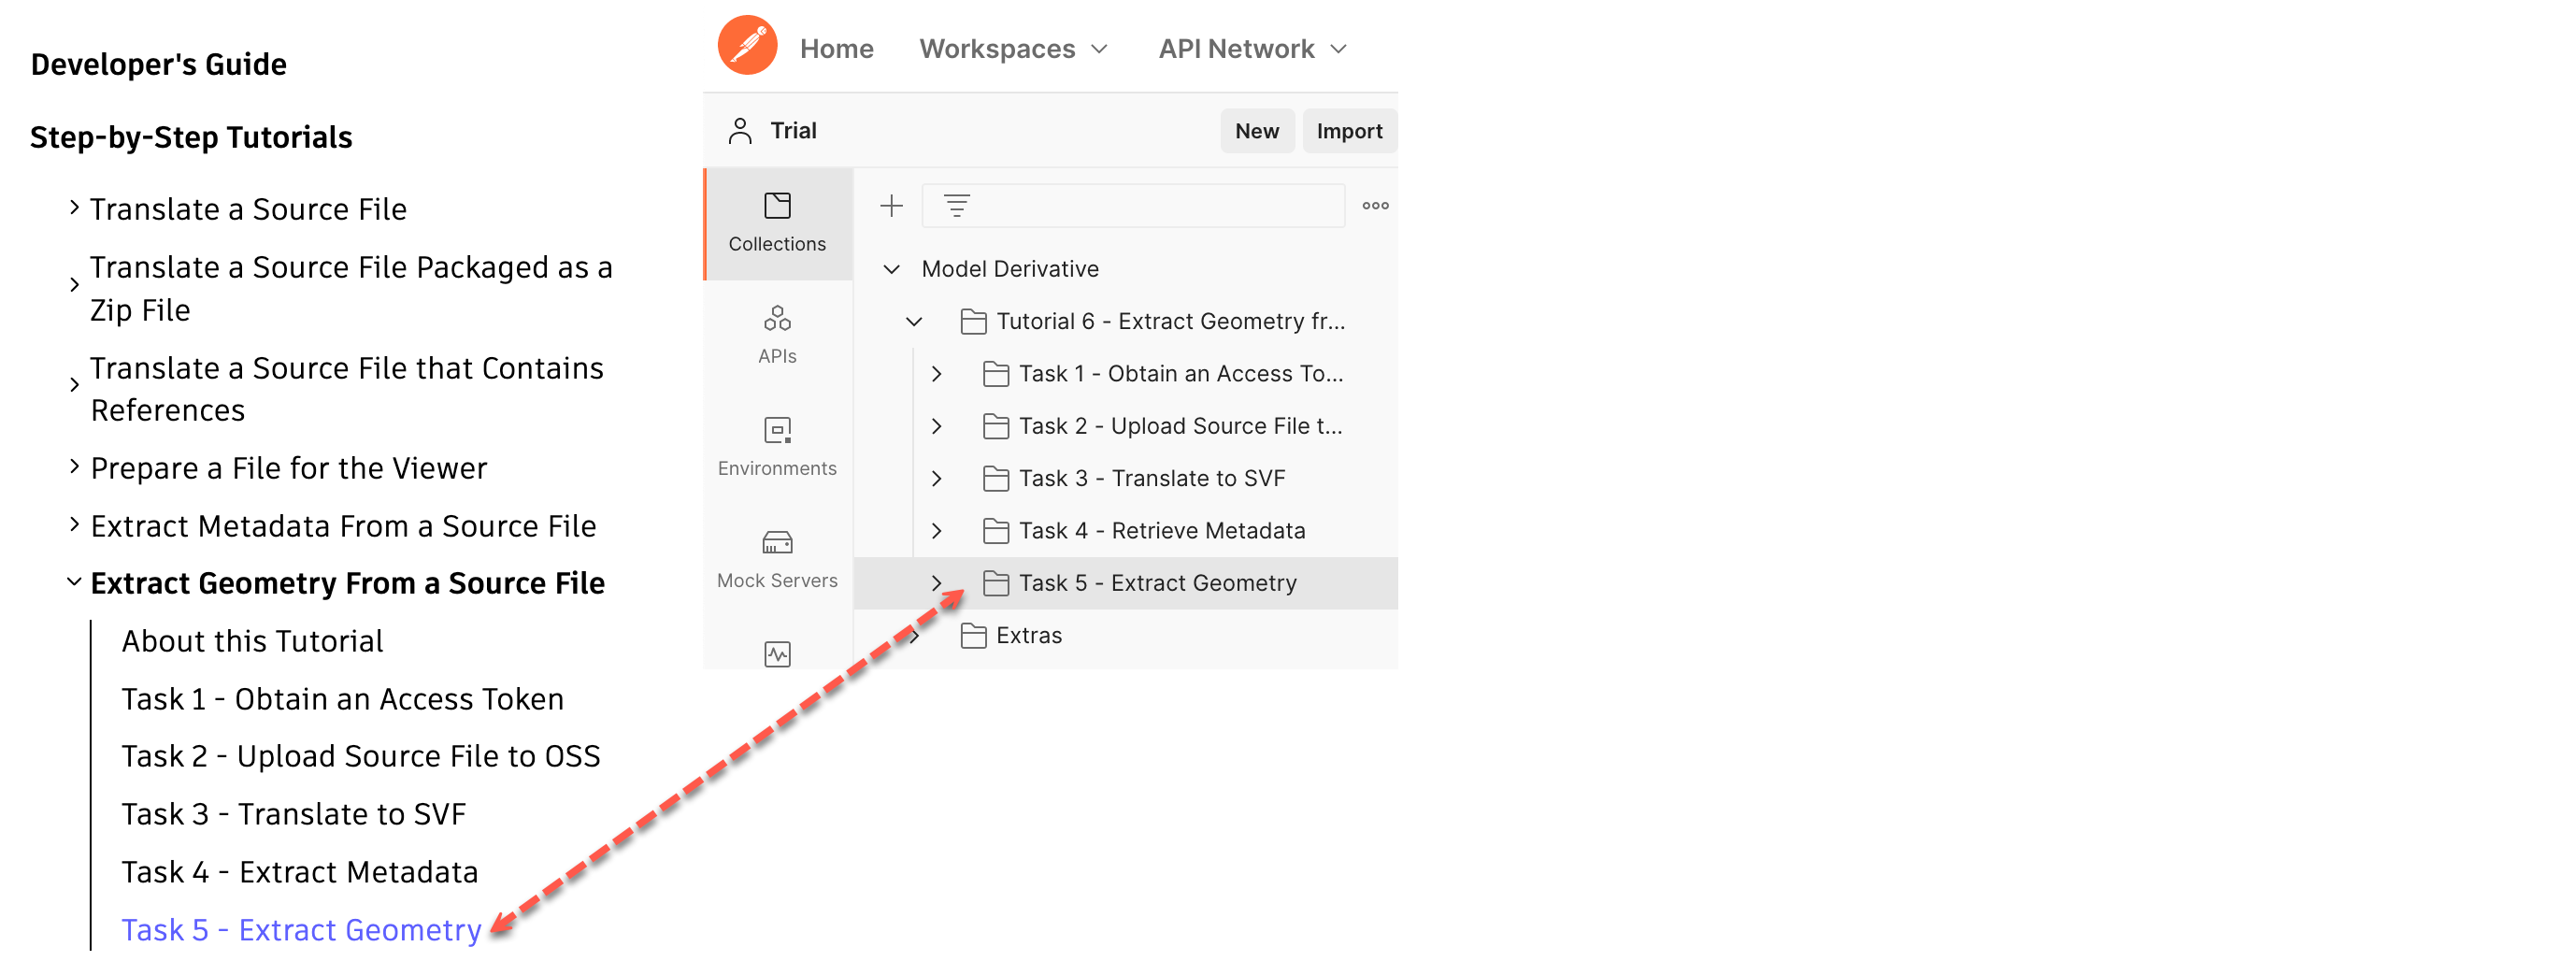 Developer's Guide
Step-by-Step Tutorials
Translate a Source File
Translate a Source File Packaged as a
Zip File
Translate a Source File that Contains
References
Prepare a File for the Viewer
Extract Metadata From a Source File
Extract Geometry From a Source File
About this Tutorial
Task 1 - Obtain an Access Token
Task 2 - Upload Source File to OSS
Task 3 - Translate to SVF
Task 4 - Extract Metadata
Task 5 - Extract Geometry
Home Workspaces API Network
Trial New Import
Collections
APIs
Environments
Mock Servers
Model Derivative
Tutorial 6 - Extract Geometry fr...
Task 1 - Obtain an Access To...
Task 2 - Upload Source File t...
Task 3 - Translate to SVF
Task 4 - Retrieve Metadata
Task 5 - Extract Geometry
Extras